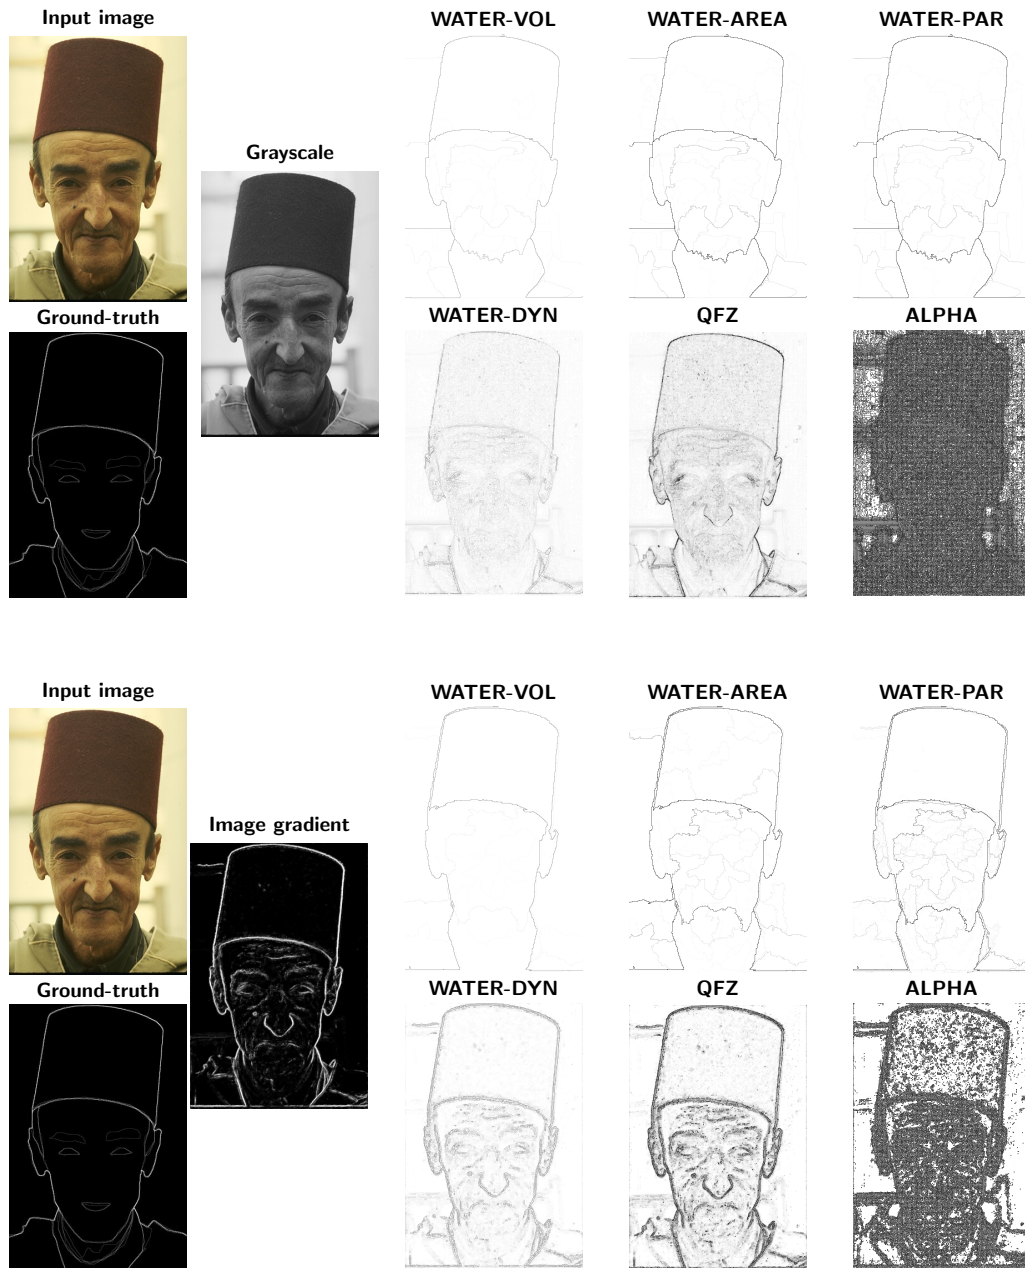 Input image
WATER-VOL
WATER-AREA
WATER-PAR
Grayscale
Ground-truth
WATER-DYN
QFZ
ALPHA
Input image
WATER-VOL
WATER-AREA
WATER-PAR
Image gradient
Ground-truth
WATER-DYN
QFZ
ALPHA